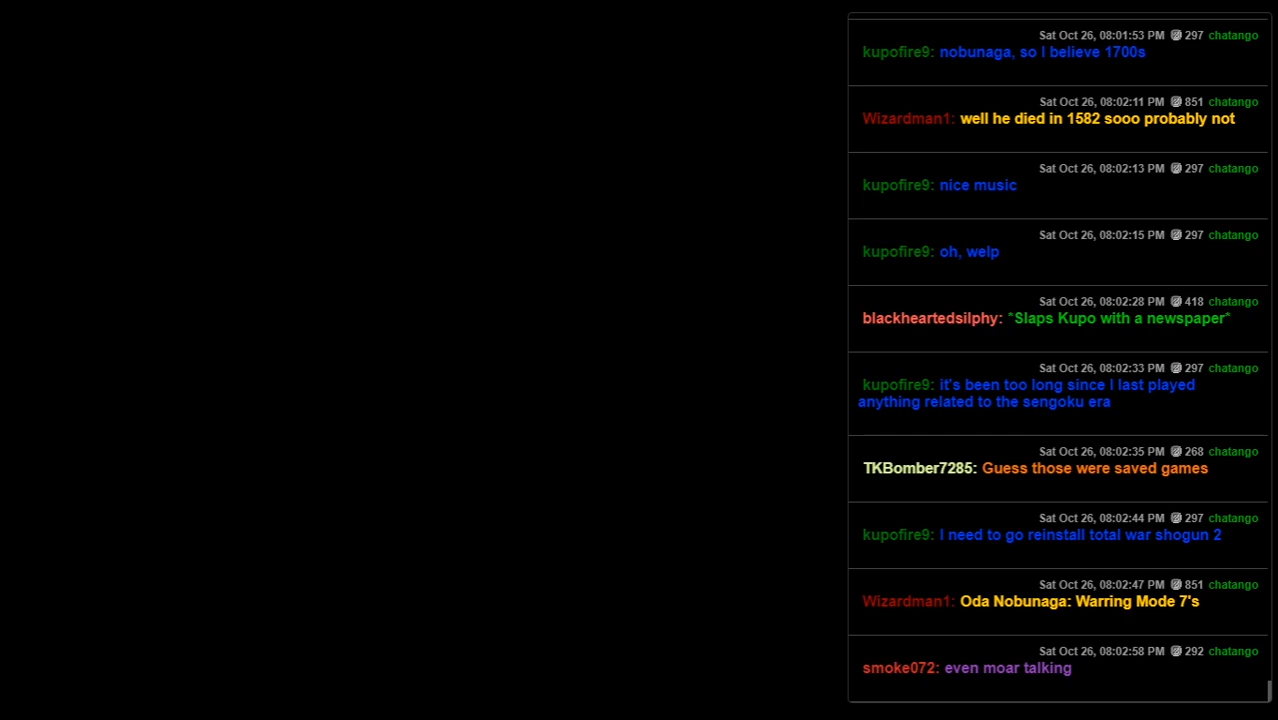 Sat Oct 26, 08:01:53 PM 297 chatango
kupofire9: nobunaga, so I believe 1700s
Sat Oct 26, 08:02:11 PM 851 chatango
Wizardman1: well he died in 1582 sooo probably not
Sat Oct 26, 08:02:13 PM 297 chatango
kupofire9: nice music
Sat Oct 26, 08:02:15 PM 297 chatango
kupofire9: oh, welp
Sat Oct 26, 08:02:28 PM 418 chatango
blackheartedsilphy: *Slaps Kupo with a newspaper*
Sat Oct 26, 08:02:33 PM 297 chatango
kupofire9: it's been too long since I last played
anything related to the sengoku era
Sat Oct 26, 08:02:35 PM 268 chatango
TKBomber7285: Guess those were saved games
Sat Oct 26, 08:02:44 PM 297 chatango
kupofire9: I need to go reinstall total war shogun 2
Sat Oct 26, 08:02:47 PM 851 chatango
Wizardman1: Oda Nobunaga: Warring Mode 7's
Sat Oct 26, 08:02:58 PM 292 chatango
smoke072: even moar talking